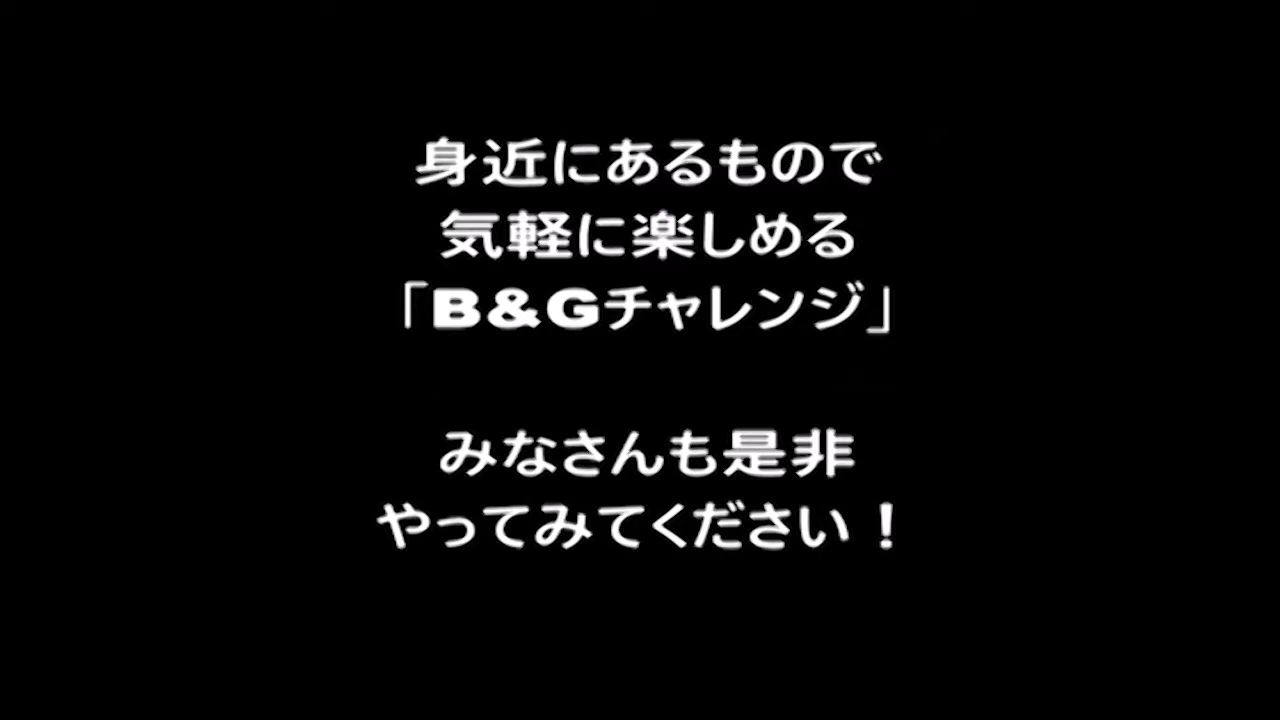 身近にあるもので
気軽に楽しめる
「B&Gチャレンジ」
みなさんも是非
やってみてください！